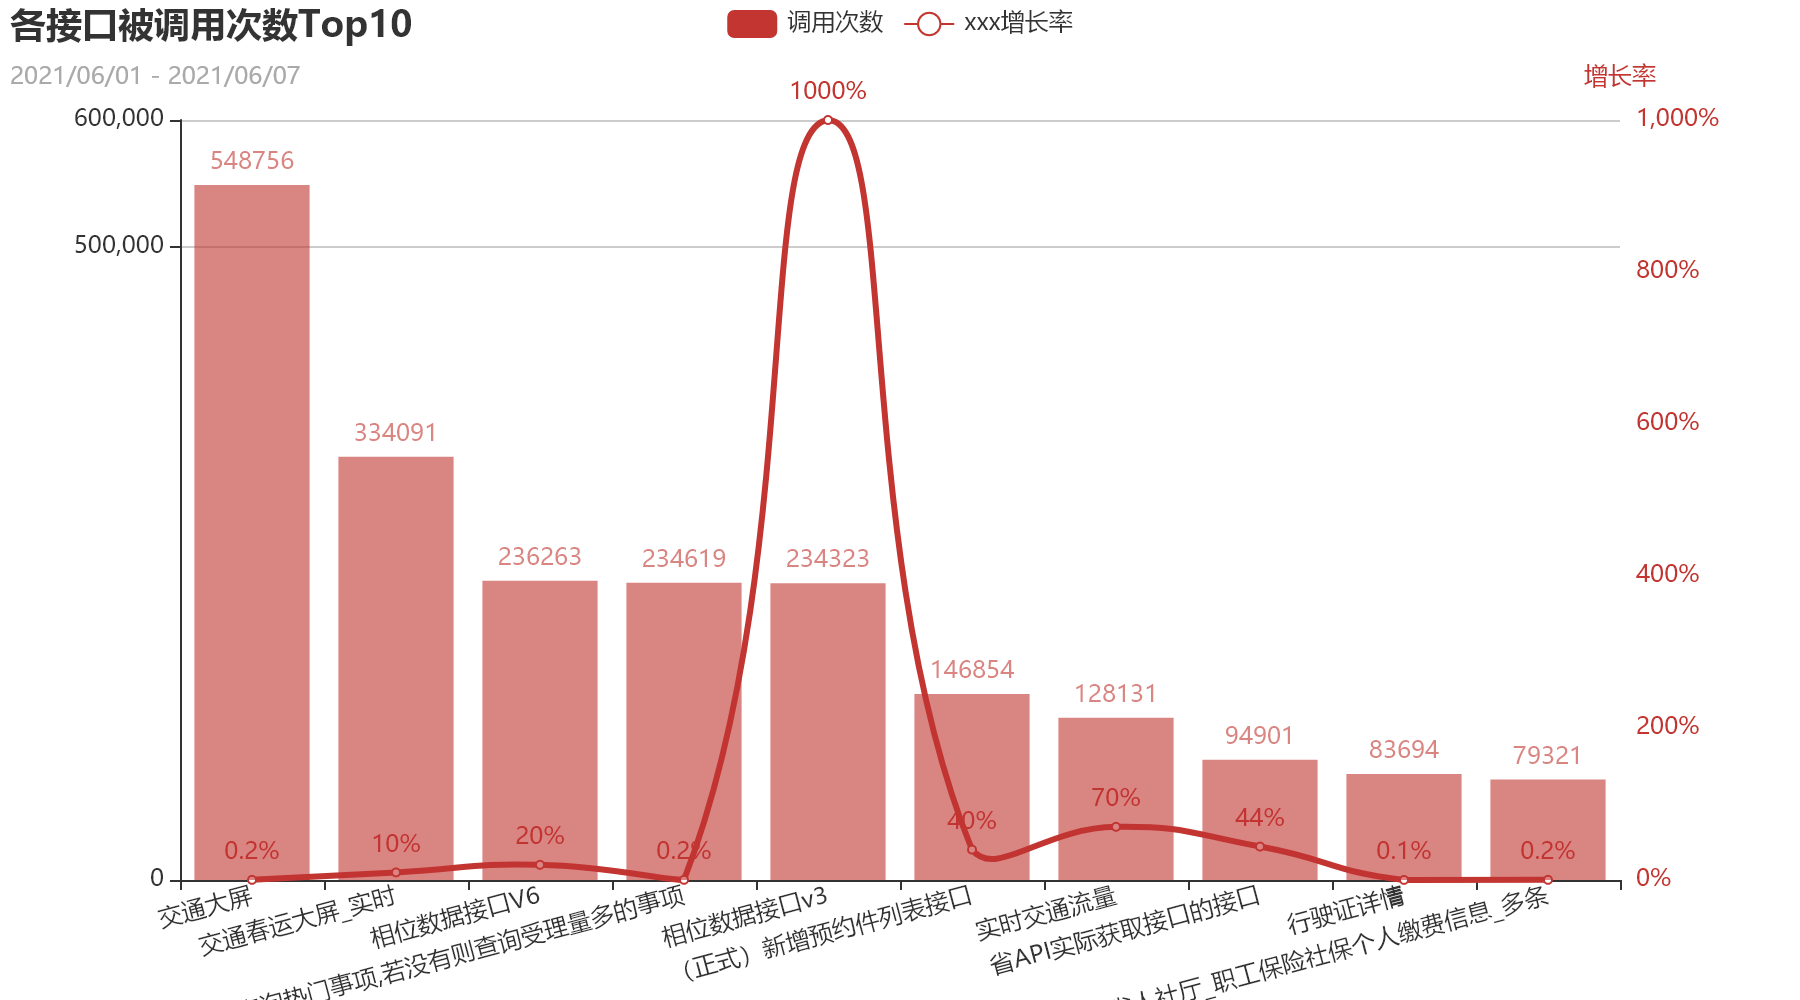 各接口被调用次数Top10
调用次数
xxx增长率
2021/06/01 - 2021/06/07
增长率
600,000
500,000
0
1,000%
800%
600%
400%
200%
0%
548756
334091
236263
234619
234323
146854
128131
94901
83694
79321
0.2%
10%
20%
0.2%
1000%
40%
70%
44%
0.1%
0.2%
交通大屏
交通春运大屏_实时
相位数据接口V6
热门事项,若没有则查询受理量多的事项
相位数据接口v3
（正式）新增预约件列表接口
实时交通流量
省API实际获取接口的接口
行驶证详情
人社厅_职工保险社保个人缴费信息_多条